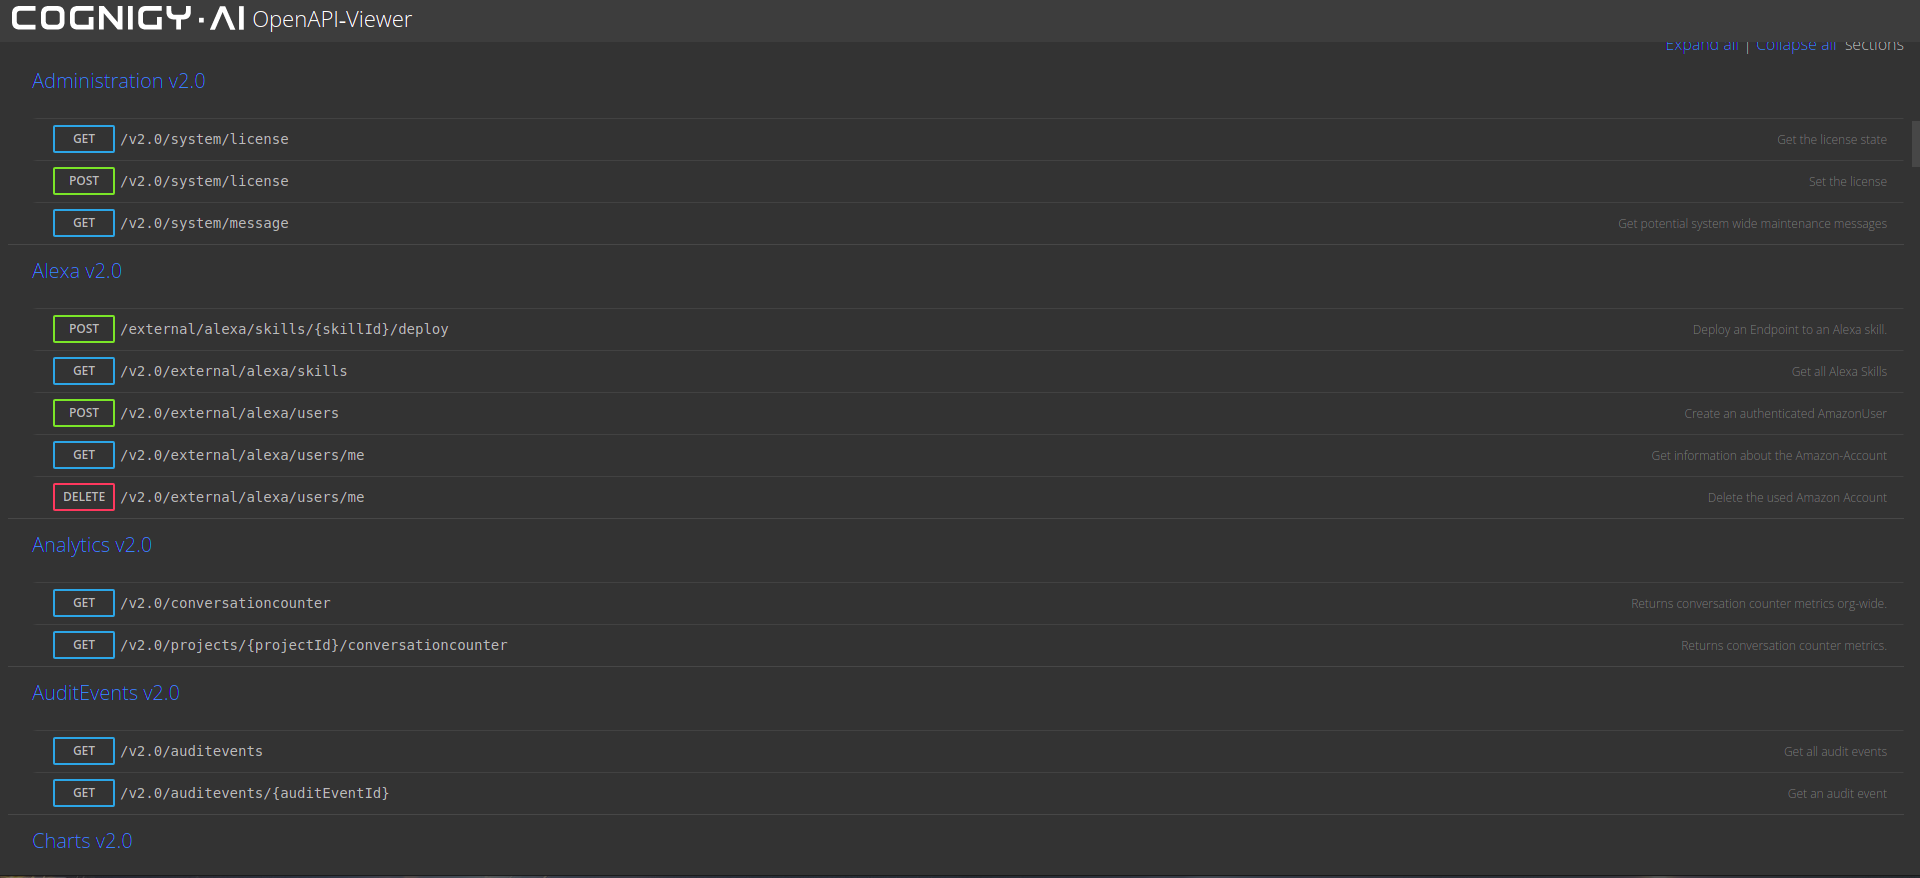 COGNIGY.AI OpenAPI-Viewer
Expand all | Collapse all sections
Administration v2.0
GET /v2.0/system/license Get the license state
POST /v2.0/system/license Set the license
GET /v2.0/system/message Get potential system wide maintenance messages
Alexa v2.0
POST /external/alexa/skills/{skillId}/deploy Deploy an Endpoint to an Alexa skill.
GET /v2.0/external/alexa/skills Get all Alexa Skills
POST /v2.0/external/alexa/users Create an authenticated AmazonUser
GET /v2.0/external/alexa/users/me Get information about the Amazon-Account
DELETE /v2.0/external/alexa/users/me Delete the used Amazon Account
Analytics v2.0
GET /v2.0/conversationcounter Returns conversation counter metrics org-wide.
GET /v2.0/projects/{projectId}/conversationcounter Returns conversation counter metrics.
AuditEvents v2.0
GET /v2.0/auditevents Get all audit events
GET /v2.0/auditevents/{auditEventId} Get an audit event
Charts v2.0